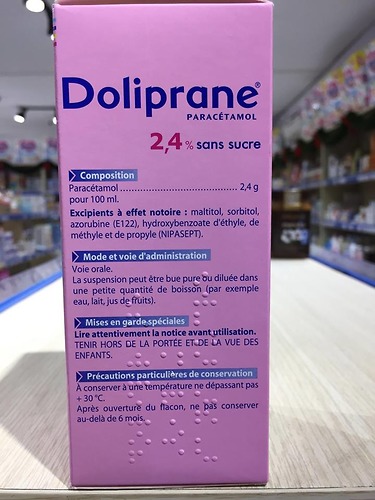 Doliprane®
PARACÉTAMOL
2,4 % sans sucre
Composition
Paracétamol ........................................ 2,4 g
pour 100 ml.
Excipients à effet notoire : maltitol, sorbitol,
azorubine (E122), hydroxybenzoate d'éthyle, de
méthyle et de propyle (NIPASEPT).
Mode et voie d'administration
Voie orale.
La suspension peut être bue pure ou diluée dans
une petite quantité de boisson (par exemple
eau, lait, jus de fruits).
Mises en garde spéciales
Lire attentivement la notice avant utilisation.
TENIR HORS DE LA PORTÉE ET DE LA VUE DES
ENFANTS.
Précautions particulières de conservation
À conserver à une température ne dépassant pas
+ 30 °C.
Après ouverture du flacon, ne pas conserver
au-delà de 6 mois.